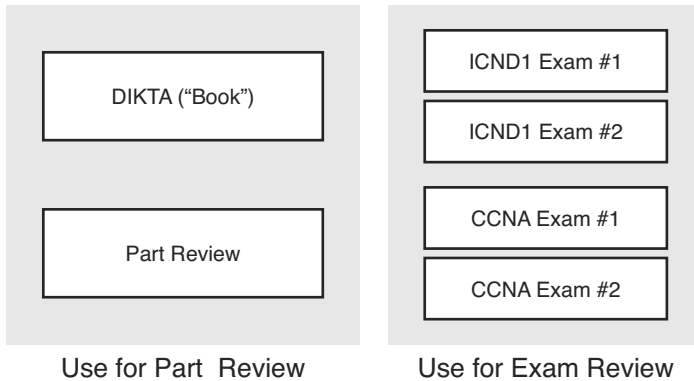 DIKTA (“Book”)
Part Review
Use for Part Review
ICND1 Exam #1
ICND1 Exam #2
CCNA Exam #1
CCNA Exam #2
Use for Exam Review